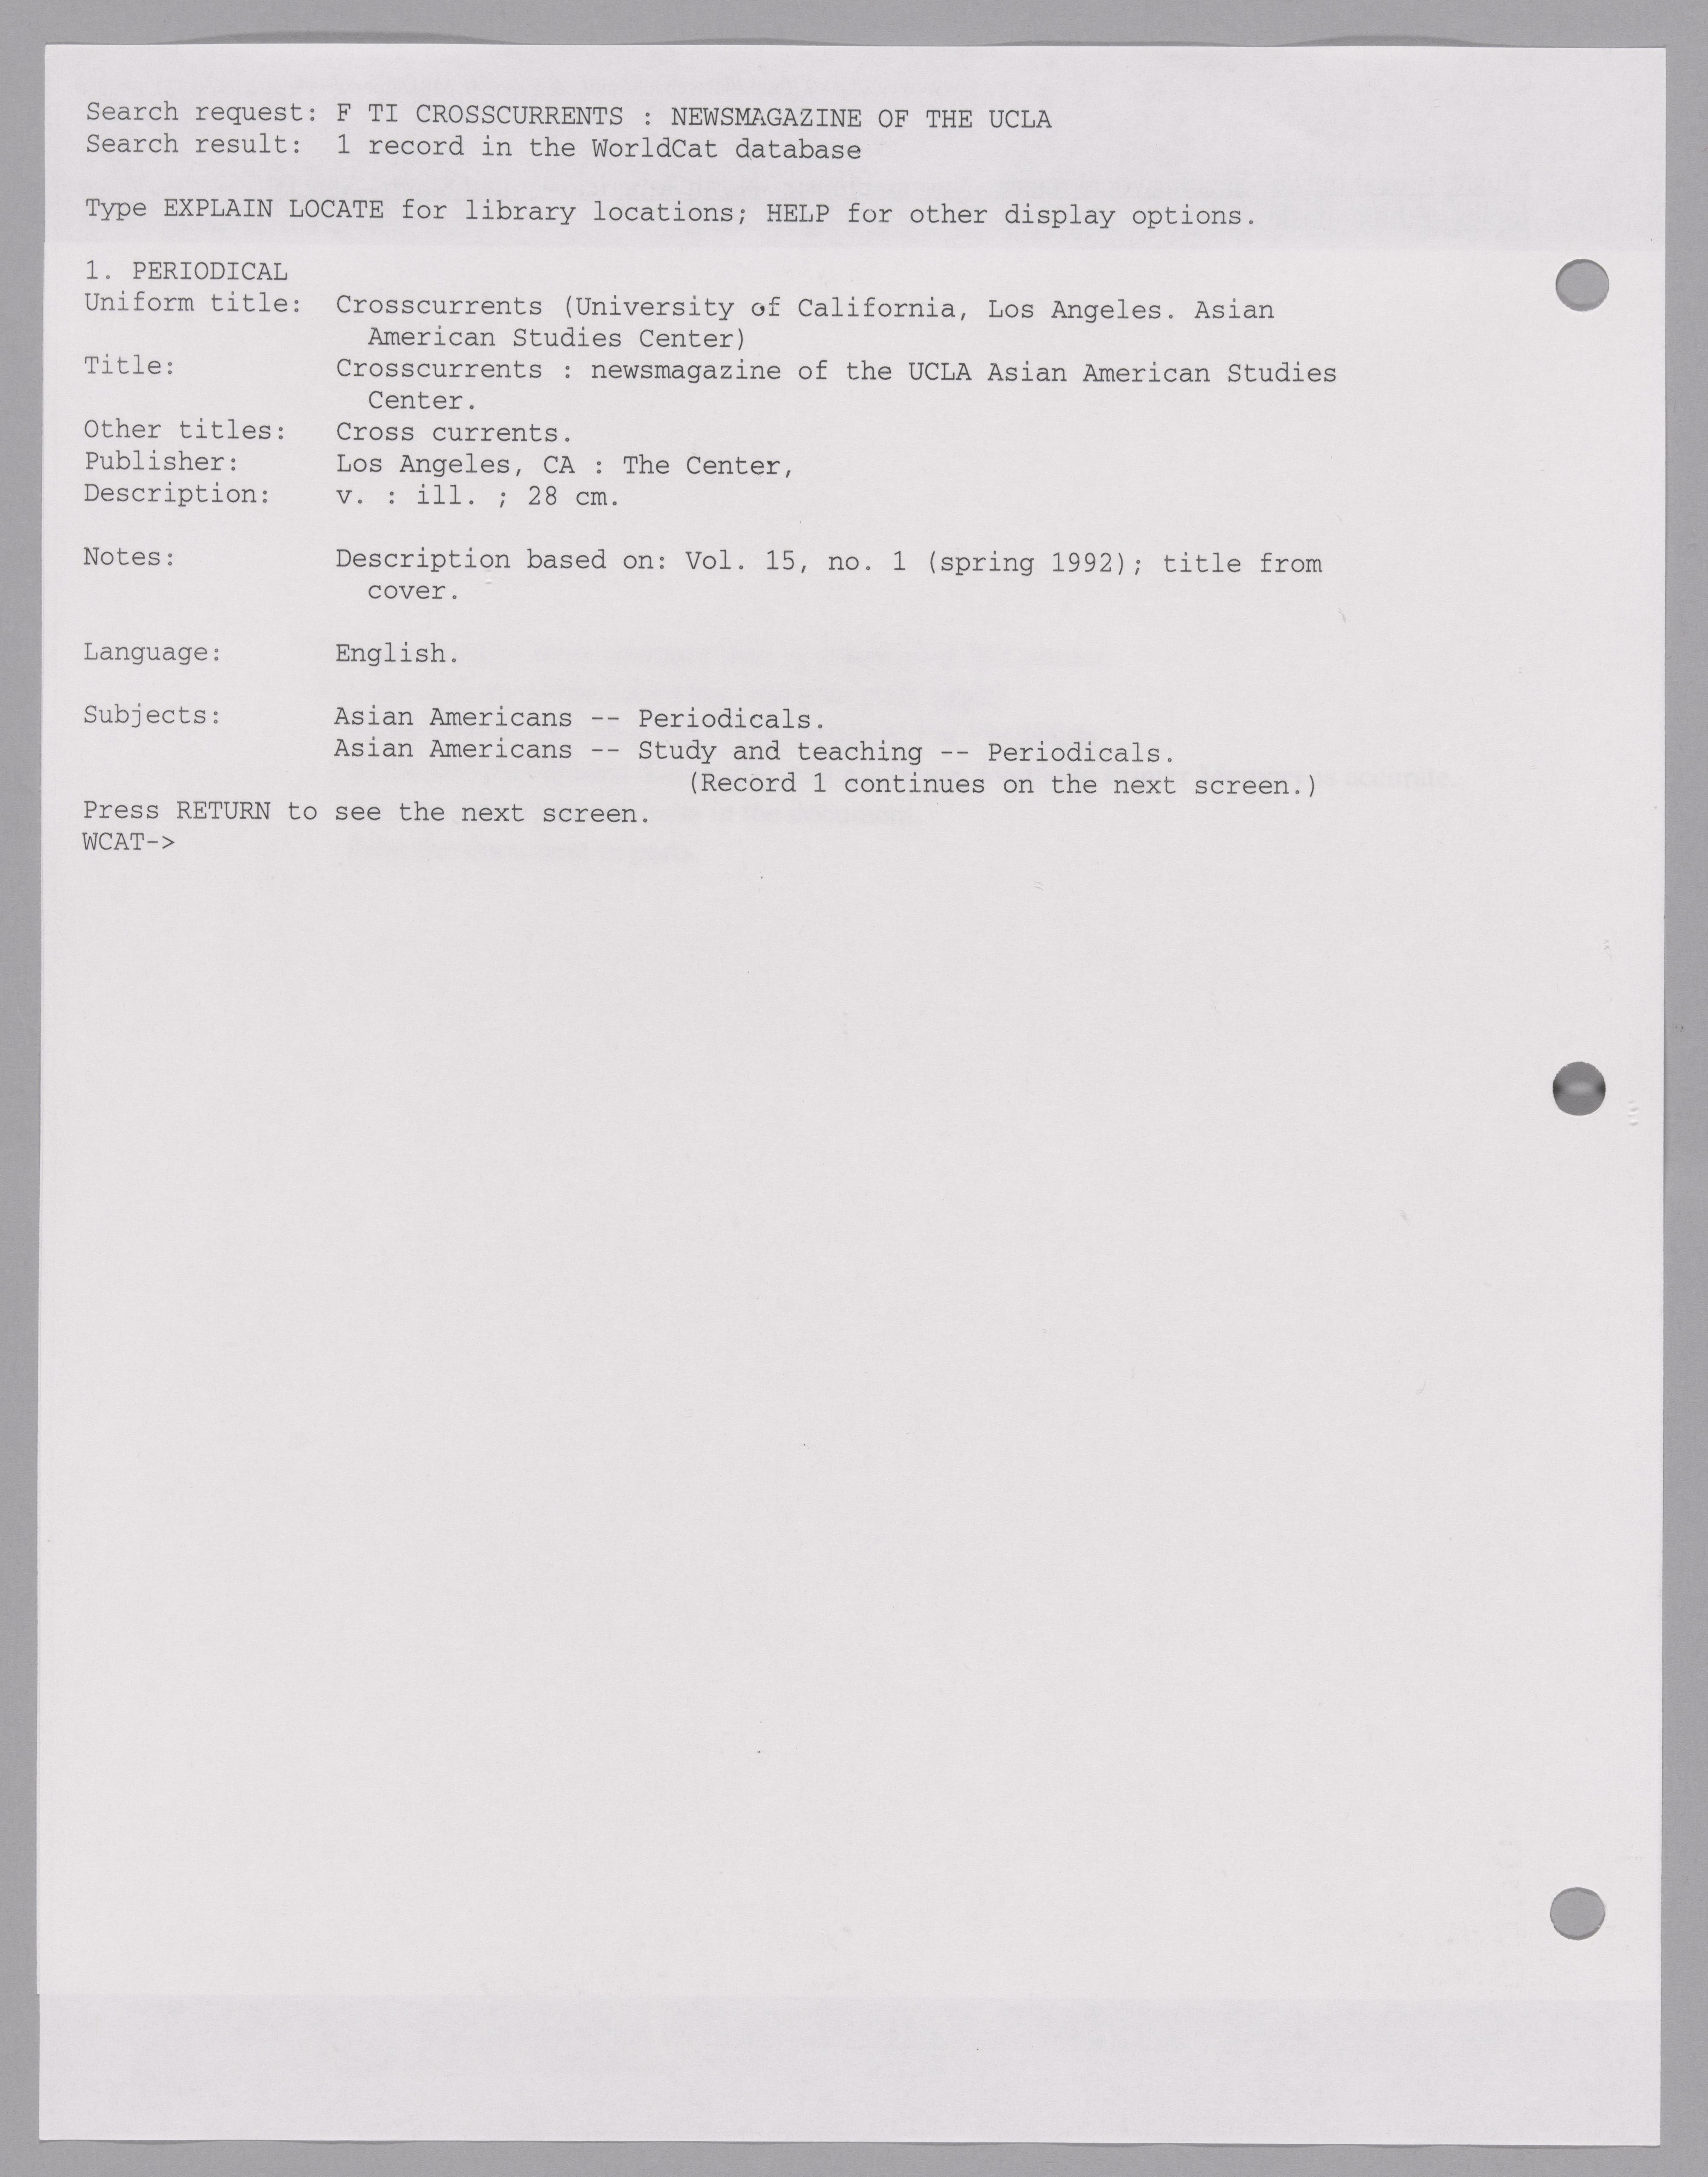 Search request: F TI CROSSCURRENTS : NEWSMAGAZINE OF THE UCLA
Search result: 1 record in the WorldCat database
Type EXPLAIN LOCATE for library locations; HELP for other display options.
1. PERIODICAL
Uniform title: Crosscurrents (University of California, Los Angeles. Asian
American Studies Center)
Title: Crosscurrents : newsmagazine of the UCLA Asian American Studies
Center.
Other titles: Cross currents.
Publisher: Los Angeles, CA : The Center,
Description: v. : ill. ; 28 cm.
Notes: Description based on: Vol. 15, no. 1 (spring 1992); title from
cover.
Language: English.
Subjects: Asian Americans -- Periodicals.
Asian Americans -- Study and teaching -- Periodicals.
(Record 1 continues on the next screen.)
Press RETURN to see the next screen.
WCAT->